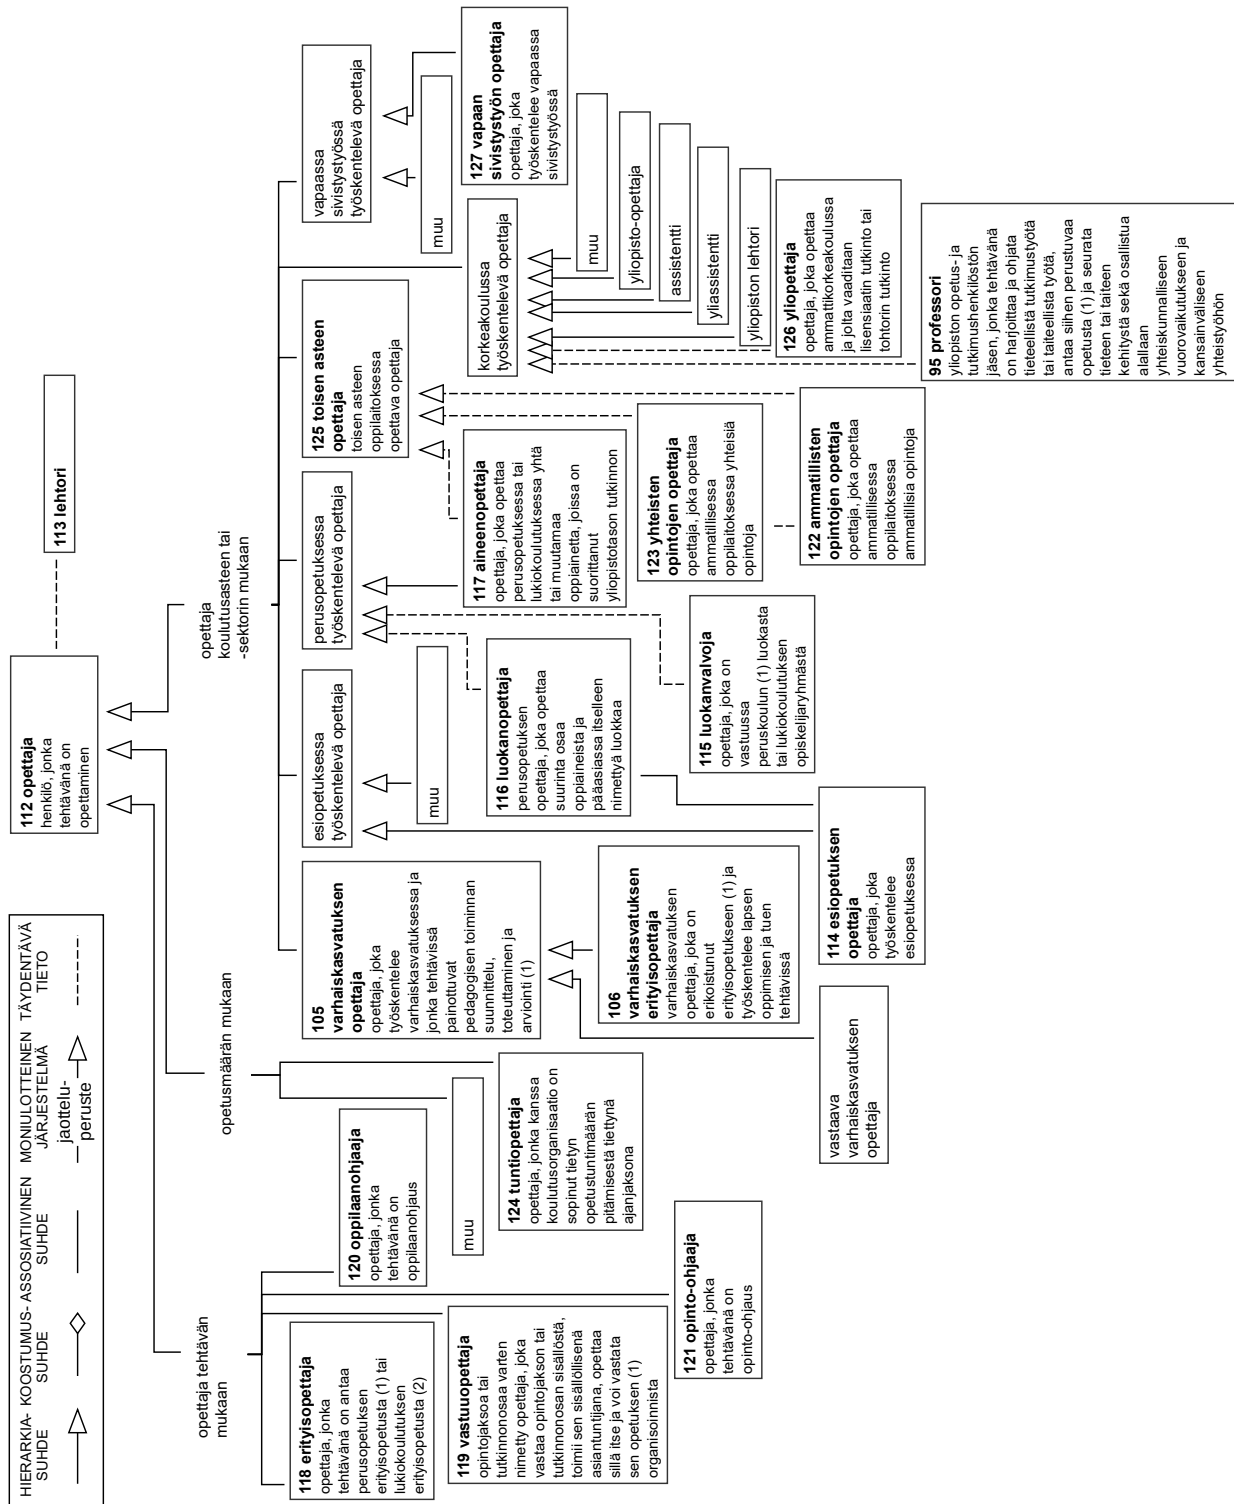 HIERARKIA- KOOSTUMUS- ASSOSIATIIVINEN MONIULOTTEINEN TÄYDENTÄVÄ
SUHDE SUHDE SUHDE JÄRJESTELMÄ TIETO
jaottelu-
peruste
112 opettaja
henkilö, jonka
tehtävänä on
opettaminen
113 lehtori
opettaja tehtävän
mukaan
opetusmäärän mukaan
opettaja
koulutusasteen tai
-sektorin mukaan
118 erityisopettaja
opettaja, jonka
tehtävänä on antaa
perusopetuksen
erityisopetusta (1) tai
lukiokoulutuksen
erityisopetusta (2)
119 vastuuopettaja
opintojaksoa tai
tutkinnonosaa varten
nimetty opettaja, joka
vastaa opintojakson tai
tutkinnonosan sisällöstä,
toimii sen sisällöllisenä
asiantuntijana, opettaa
sillä itse ja voi vastata
sen opetuksen (1)
organisoinnista
120 oppilaanohjaaja
opettaja, jonka
tehtävänä on
oppilaanohjaus
121 opinto-ohjaaja
opettaja, jonka
tehtävänä on
opinto-ohjaus
muu
124 tuntiopettaja
opettaja, jonka kanssa
koulutusorganisaatio on
sopinut tietyn
opetustuntimäärän
pitämisestä tiettynä
ajanjaksona
105
varhaiskasvatuksen
opettaja
opettaja, joka
työskentelee
varhaiskasvatuksessa ja
jonka tehtävissä
painottuvat
pedagogisen toiminnan
suunnittelu,
toteuttaminen ja
arviointi (1)
106
varhaiskasvatuksen
erityisopettaja
varhaiskasvatuksen
opettaja, joka on
erikoistunut
erityisopetukseen (1) ja
työskentelee lapsen
oppimisen ja tuen
tehtävissä
vastaava
varhaiskasvatuksen
opettaja
esiopetuksessa
työskentelevä opettaja
muu
114 esiopetuksen
opettaja
opettaja, joka
työskentelee
esiopetuksessa
perusopetuksessa
työskentelevä opettaja
116 luokanopettaja
perusopetuksen
opettaja, joka opettaa
suurinta osaa
oppiaineista ja
pääasiassa itselleen
nimettyä luokkaa
115 luokanvalvoja
opettaja, joka on
vastuussa
peruskoulun (1) luokasta
tai lukiokoulutuksen
opiskelijaryhmästä
117 aineenopettaja
opettaja, joka opettaa
perusopetuksessa tai
lukiokoulutuksessa yhtä
tai muutamaa
oppiainetta, joissa on
suorittanut
yliopistotason tutkinnon
125 toisen asteen
opettaja
toisen asteen
oppilaitoksessa
opettava opettaja
123 yhteisten
opintojen opettaja
opettaja, joka opettaa
ammatillisessa
oppilaitoksessa yhteisiä
opintoja
122 ammatillisten
opintojen opettaja
opettaja, joka opettaa
ammatillisessa
oppilaitoksessa
ammatillisia opintoja
korkeakoulussa
työskentelevä opettaja
muu
yliopisto-opettaja
assistentti
yliassistentti
yliopiston lehtori
126 yliopettaja
opettaja, joka opettaa
ammattikorkeakoulussa
ja jolta vaaditaan
lisensiaatin tutkinto tai
tohtorin tutkinto
95 professori
yliopiston opetus- ja
tutkimushenkilöstön
jäsen, jonka tehtävänä
on harjoittaa ja ohjata
tieteellistä tutkimustyötä
tai taiteellista työtä,
antaa siihen perustuvaa
opetusta (1) ja seurata
tieteen tai taiteen
kehitystä sekä osallistua
alallaan
yhteiskunnalliseen
vuorovaikutukseen ja
kansainväliseen
yhteistyöhön
vapaassa
sivistystyössä
työskentelevä opettaja
muu
127 vapaan
sivistystyön opettaja
opettaja, joka
työskentelee vapaassa
sivistystyössä